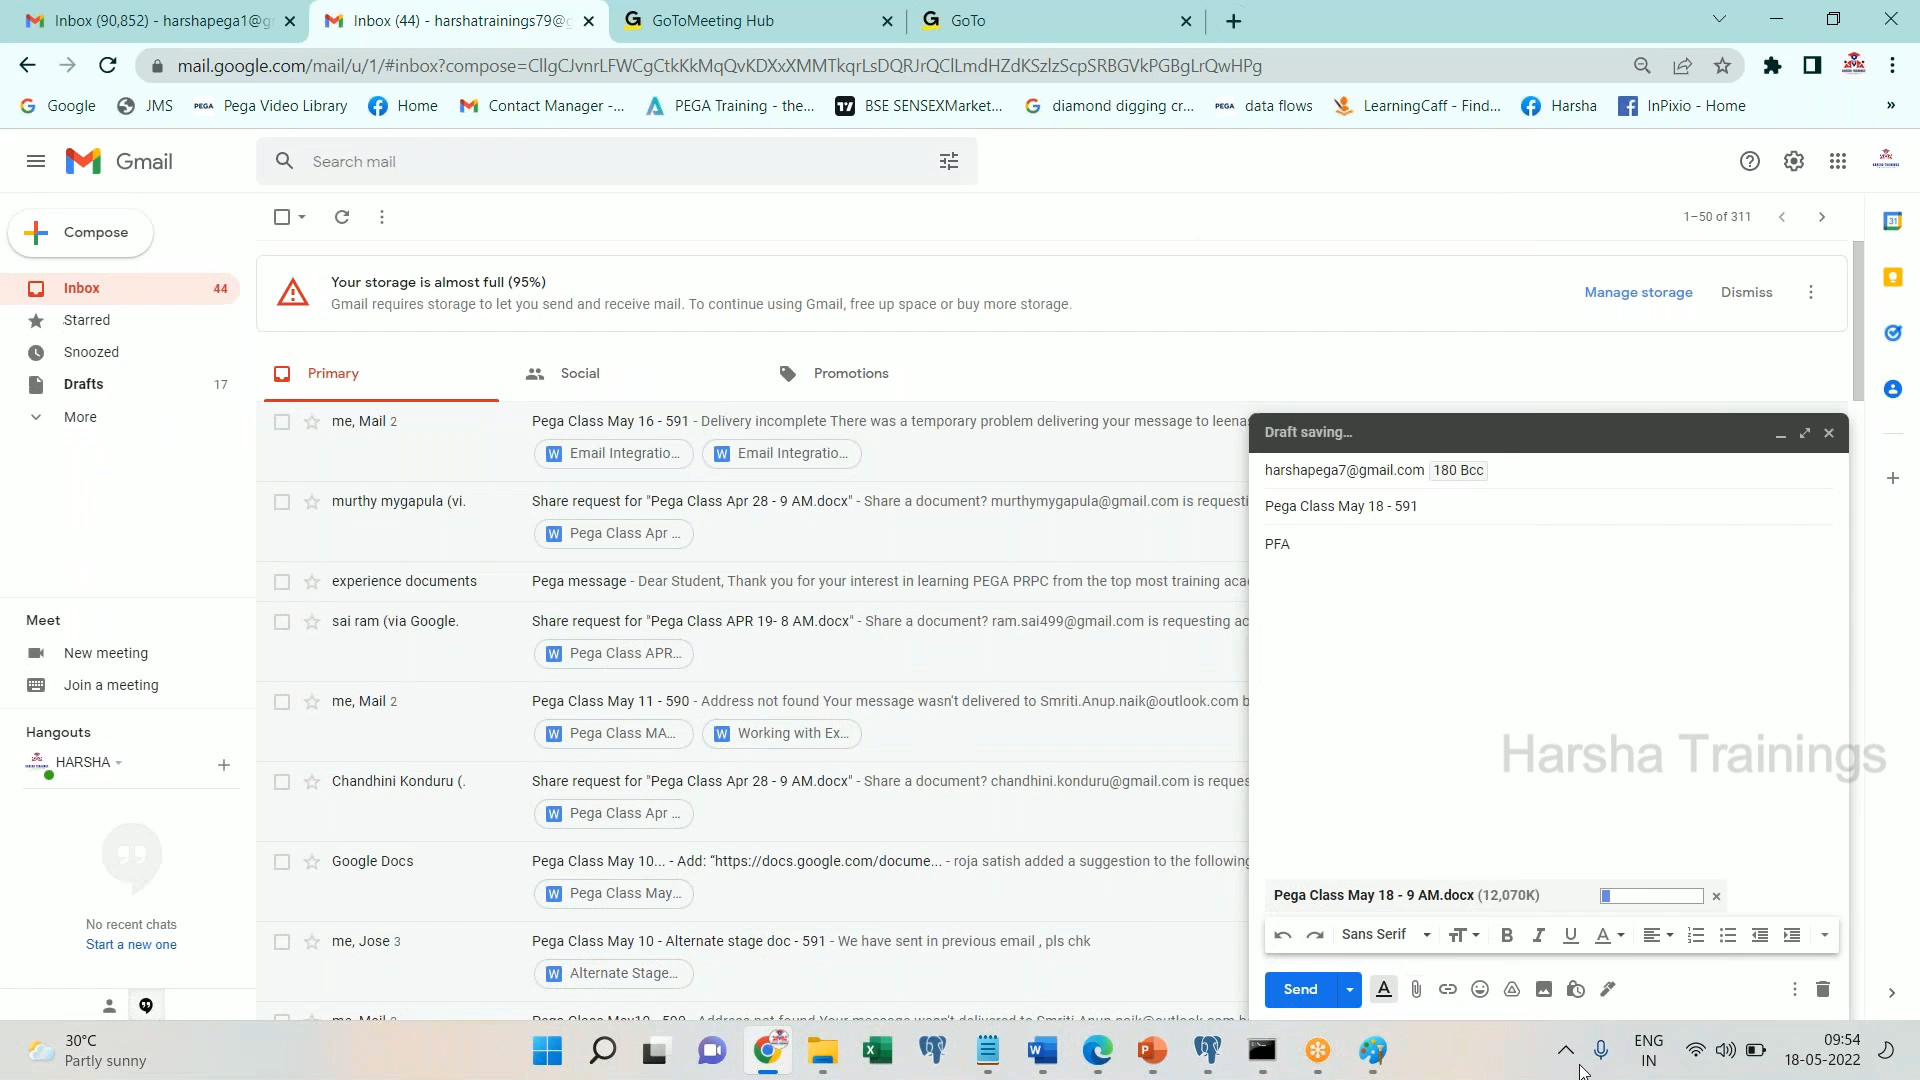 Inbox (90,852) - harshapega1@g
Inbox (44) - harshatrainings79@g
GoToMeeting Hub
GoTo
mail.google.com/mail/u/1/#inbox?compose=CllgCJvnrLFWCgCtkKkMqQvKDXxXMMTkqrLsDQRJrQClLmdHZdKSzlzScpSRBGVkPGBgLrQwHPg
Google
JMS
PEGA Pega Video Library
Home
Contact Manager -...
PEGA Training - the...
BSE SENSEXMarket...
diamond digging cr...
PEGA data flows
LearningCaff - Find...
Harsha
InPixio - Home
»
Gmail
Search mail
Compose
1–50 of 311
Inbox 44
Starred
Snoozed
Drafts 17
More
Your storage is almost full (95%)
Gmail requires storage to let you send and receive mail. To continue using Gmail, free up space or buy more storage.
Manage storage
Dismiss
Primary
Social
Promotions
me, Mail 2
Pega Class May 16 - 591 - Delivery incomplete There was a temporary problem delivering your message to leena
Email Integratio...
Email Integratio...
murthy mygapula (vi.
Share request for "Pega Class Apr 28 - 9 AM.docx" - Share a document? murthymygapula@gmail.com is requesti
Pega Class Apr ...
experience documents
Pega message - Dear Student, Thank you for your interest in learning PEGA PRPC from the top most training aca
sai ram (via Google.
Share request for "Pega Class APR 19- 8 AM.docx" - Share a document? ram.sai499@gmail.com is requesting ac
Pega Class APR...
me, Mail 2
Pega Class May 11 - 590 - Address not found Your message wasn't delivered to Smriti.Anup.naik@outlook.com b
Pega Class MA...
Working with Ex...
Chandhini Konduru (.
Share request for "Pega Class Apr 28 - 9 AM.docx" - Share a document? chandhini.konduru@gmail.com is reques
Pega Class Apr ...
Google Docs
Pega Class May 10... - Add: “https://docs.google.com/docume... - roja satish added a suggestion to the following
Pega Class May...
me, Jose 3
Pega Class May 10 - Alternate stage doc - 591 - We have sent in previous email , pls chk
Alternate Stage...
Meet
New meeting
Join a meeting
Hangouts
HARSHA
No recent chats
Start a new one
Draft saving...
harshapega7@gmail.com 180 Bcc
Pega Class May 18 - 591
PFA
Harsha Trainings
Pega Class May 18 - 9 AM.docx (12,070K)
Sans Serif
Send
30°C
Partly sunny
ENG
IN
09:54
18-05-2022